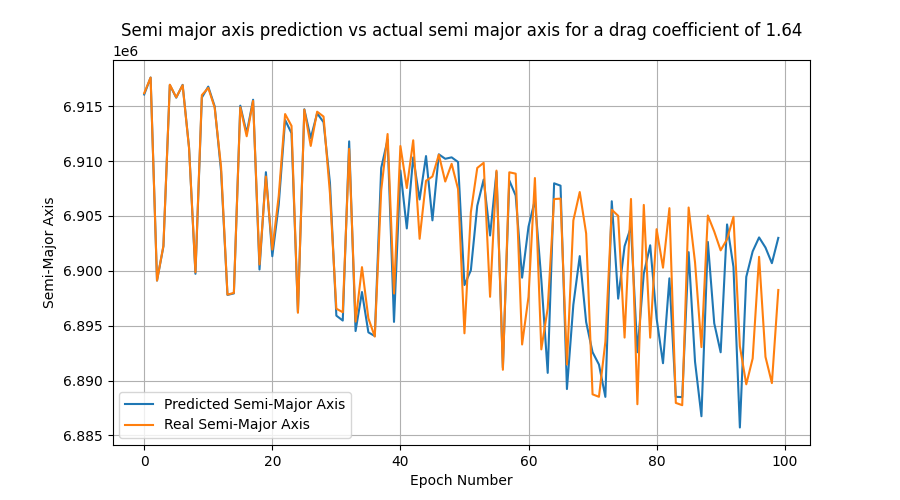 Semi major axis prediction vs actual semi major axis for a drag coefficient of 1.64
1e6
6.915
6.910
6.905
6.900
6.895
6.890
6.885
Semi-Major Axis
Predicted Semi-Major Axis
Real Semi-Major Axis
0 20 40 60 80 100
Epoch Number